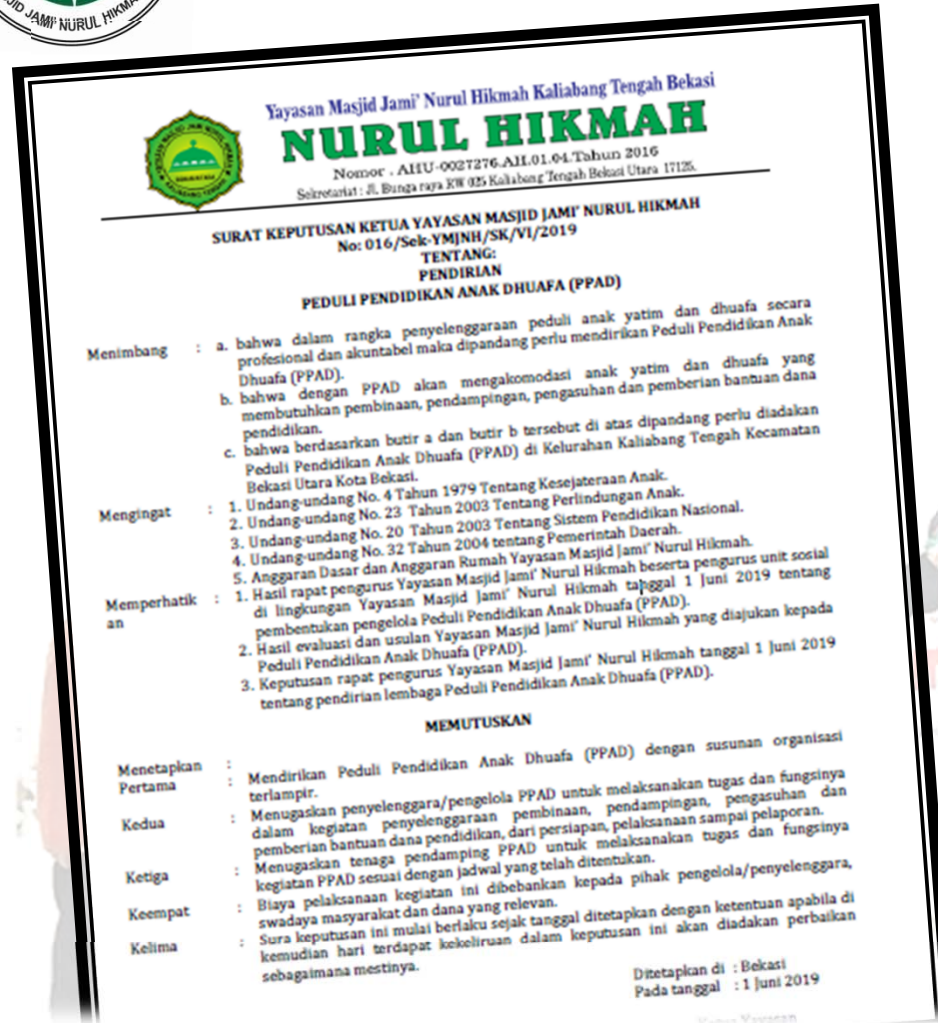 JAMI' NURUL HIKMA
Yayasan Masjid Jami' Nurul Hikmah Kaliabang Tengah Bekasi
NURUL HIKMAH
Nomor . AHU-0027276.AH.01.04.Tahun 2016
Sekretariat : Jl. Bunga raya RW 025 Kaliabang Tengah Bekasi Utara 17125.
SURAT KEPUTUSAN KETUA YAYASAN MASJID JAMI' NURUL HIKMAH
No: 016/Sek-YMJNH/SK/VI/2019
TENTANG:
PENDIRIAN
PEDULI PENDIDIKAN ANAK DHUAFA (PPAD)
Menimbang : a. bahwa dalam rangka penyelenggaraan peduli anak yatim dan dhuafa secara
profesional dan akuntabel maka dipandang perlu mendirikan Peduli Pendidikan Anak
Dhuafa (PPAD).
b. bahwa dengan PPAD akan mengakomodasi anak yatim dan dhuafa yang
membutuhkan pembinaan, pendampingan, pengasuhan dan pemberian bantuan dana
pendidikan.
c. bahwa berdasarkan butir a dan butir b tersebut di atas dipandang perlu diadakan
Peduli Pendidikan Anak Dhuafa (PPAD) di Kelurahan Kaliabang Tengah Kecamatan
Bekasi Utara Kota Bekasi.
Mengingat : 1. Undang-undang No. 4 Tahun 1979 Tentang Kesejateraan Anak.
2. Undang-undang No. 23 Tahun 2003 Tentang Perlindungan Anak.
3. Undang-undang No. 20 Tahun 2003 Tentang Sistem Pendidikan Nasional.
4. Undang-undang No. 32 Tahun 2004 tentang Pemerintah Daerah.
5. Anggaran Dasar dan Anggaran Rumah Yayasan Masjid Jami' Nurul Hikmah.
Memperhatik : 1. Hasil rapat pengurus Yayasan Masjid Jami' Nurul Hikmah beserta pengurus unit sosial
an di lingkungan Yayasan Masjid Jami' Nurul Hikmah tanggal 1 Juni 2019 tentang
pembentukan pengelola Peduli Pendidikan Anak Dhuafa (PPAD).
2. Hasil evaluasi dan usulan Yayasan Masjid Jami' Nurul Hikmah yang diajukan kepada
Peduli Pendidikan Anak Dhuafa (PPAD).
3. Keputusan rapat pengurus Yayasan Masjid Jami' Nurul Hikmah tanggal 1 Juni 2019
tentang pendirian lembaga Peduli Pendidikan Anak Dhuafa (PPAD).
MEMUTUSKAN
Menetapkan :
Pertama : Mendirikan Peduli Pendidikan Anak Dhuafa (PPAD) dengan susunan organisasi
terlampir.
Kedua : Menugaskan penyelenggara/pengelola PPAD untuk melaksanakan tugas dan fungsinya
dalam kegiatan penyelenggaraan pembinaan, pendampingan, pengasuhan dan
pemberian bantuan dana pendidikan, dari persiapan, pelaksanaan sampai pelaporan.
Ketiga : Menugaskan tenaga pendamping PPAD untuk melaksanakan tugas dan fungsinya
kegiatan PPAD sesuai dengan jadwal yang telah ditentukan.
Keempat : Biaya pelaksanaan kegiatan ini dibebankan kepada pihak pengelola/penyelenggara,
swadaya masyarakat dan dana yang relevan.
Kelima : Sura keputusan ini mulai berlaku sejak tanggal ditetapkan dengan ketentuan apabila di
kemudian hari terdapat kekeliruan dalam keputusan ini akan diadakan perbaikan
sebagaimana mestinya.
Ditetapkan di : Bekasi
Pada tanggal : 1 Juni 2019
Ketua Yayasan